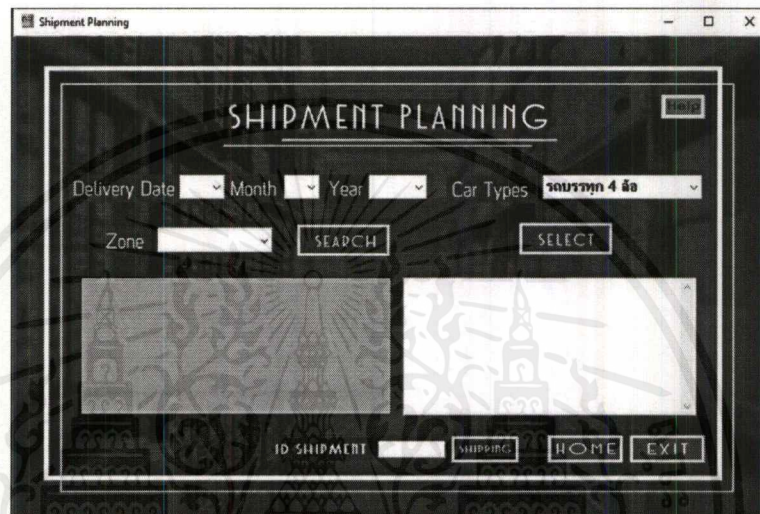 Shipment Planning
SHIPMENT PLANNING
Help
Delivery Date Month Year Car Types รถบรรทุก 4 ล้อ
Zone SEARCH SELECT
ID SHIPMENT SHIPPING HOME EXIT